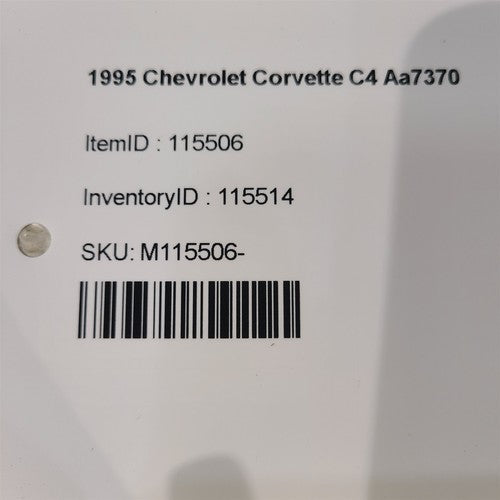 1995 Chevrolet Corvette C4 Aa7370
ItemID : 115506
InventoryID : 115514
SKU: M115506-